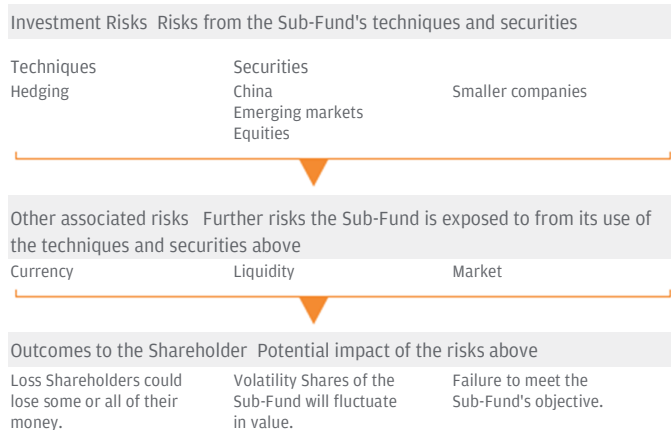 Investment Risks Risks from the Sub-Fund's techniques and securities
Techniques
Hedging
Securities
China
Emerging markets
Equities
Smaller companies
Other associated risks Further risks the Sub-Fund is exposed to from its use of
the techniques and securities above
Currency
Liquidity
Market
Outcomes to the Shareholder Potential impact of the risks above
Loss Shareholders could
lose some or all of their
money.
Volatility Shares of the
Sub-Fund will fluctuate
in value.
Failure to meet the
Sub-Fund's objective.